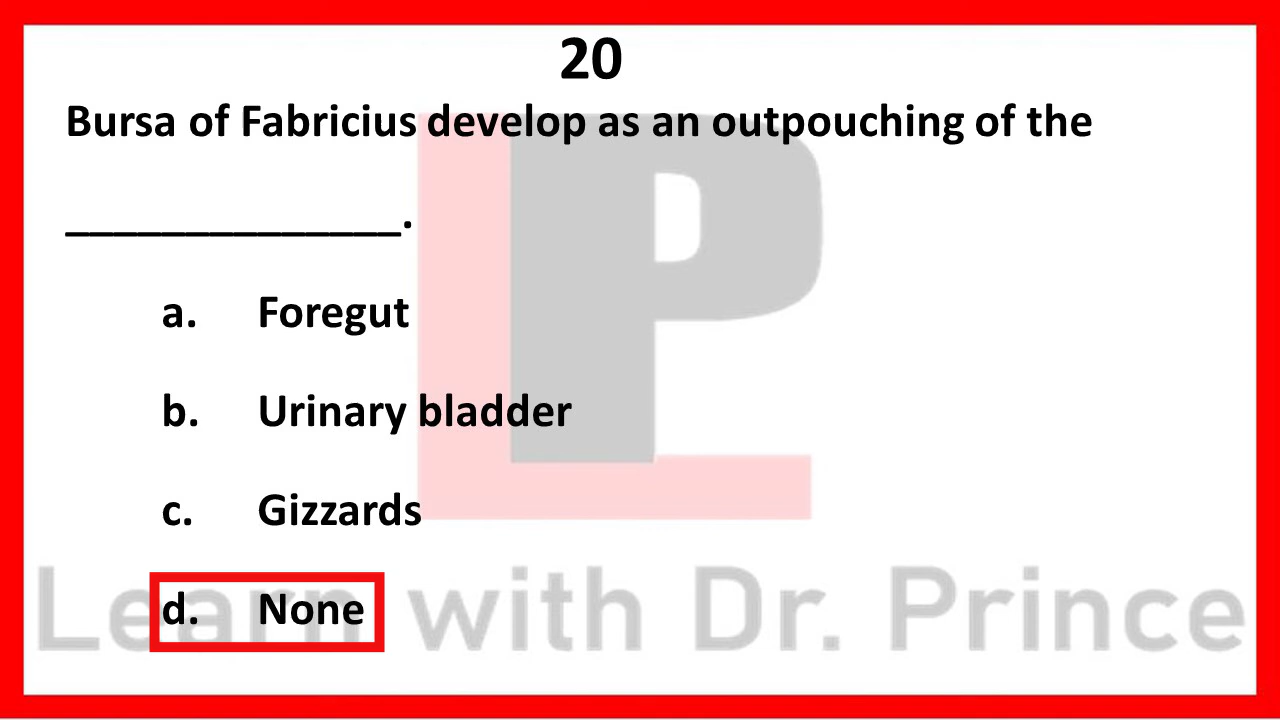 20
Bursa of Fabricius develop as an outpouching of the
______________.
a. Foregut
b. Urinary bladder
c. Gizzards
d. None
Learn with Dr. Prince
LP